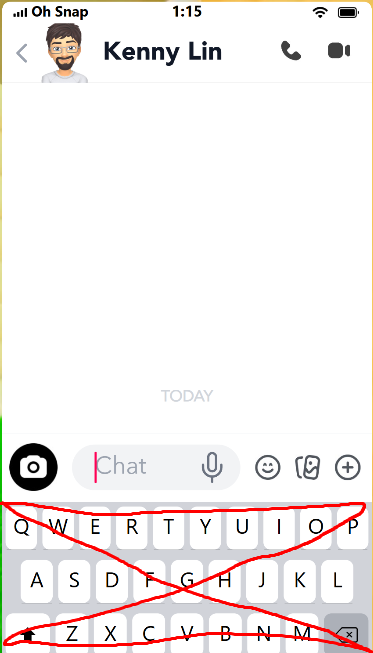 Oh Snap 1:15
Kenny Lin
TODAY
Chat
Q W E R T Y U I O P
A S D F G H J K L
Z X C V B N M